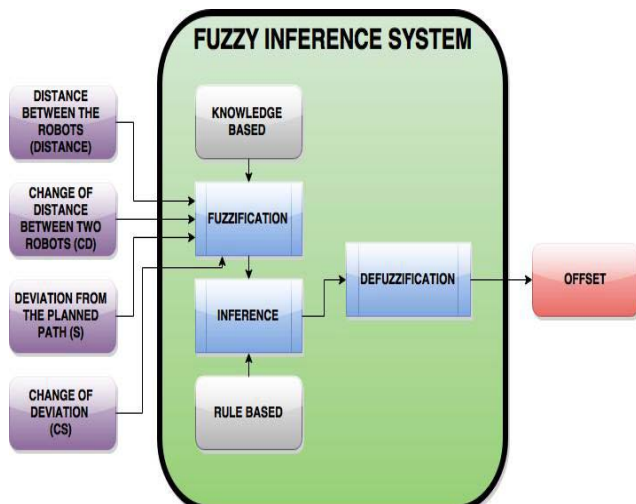 FUZZY INFERENCE SYSTEM
DISTANCE
BETWEEN THE
ROBOTS
(DISTANCE)
CHANGE OF
DISTANCE
BETWEEN TWO
ROBOTS (CD)
DEVIATION FROM
THE PLANNED
PATH (S)
CHANGE OF
DEVIATION
(CS)
KNOWLEDGE
BASED
FUZZIFICATION
INFERENCE
RULE BASED
DEFUZZIFICATION
OFFSET